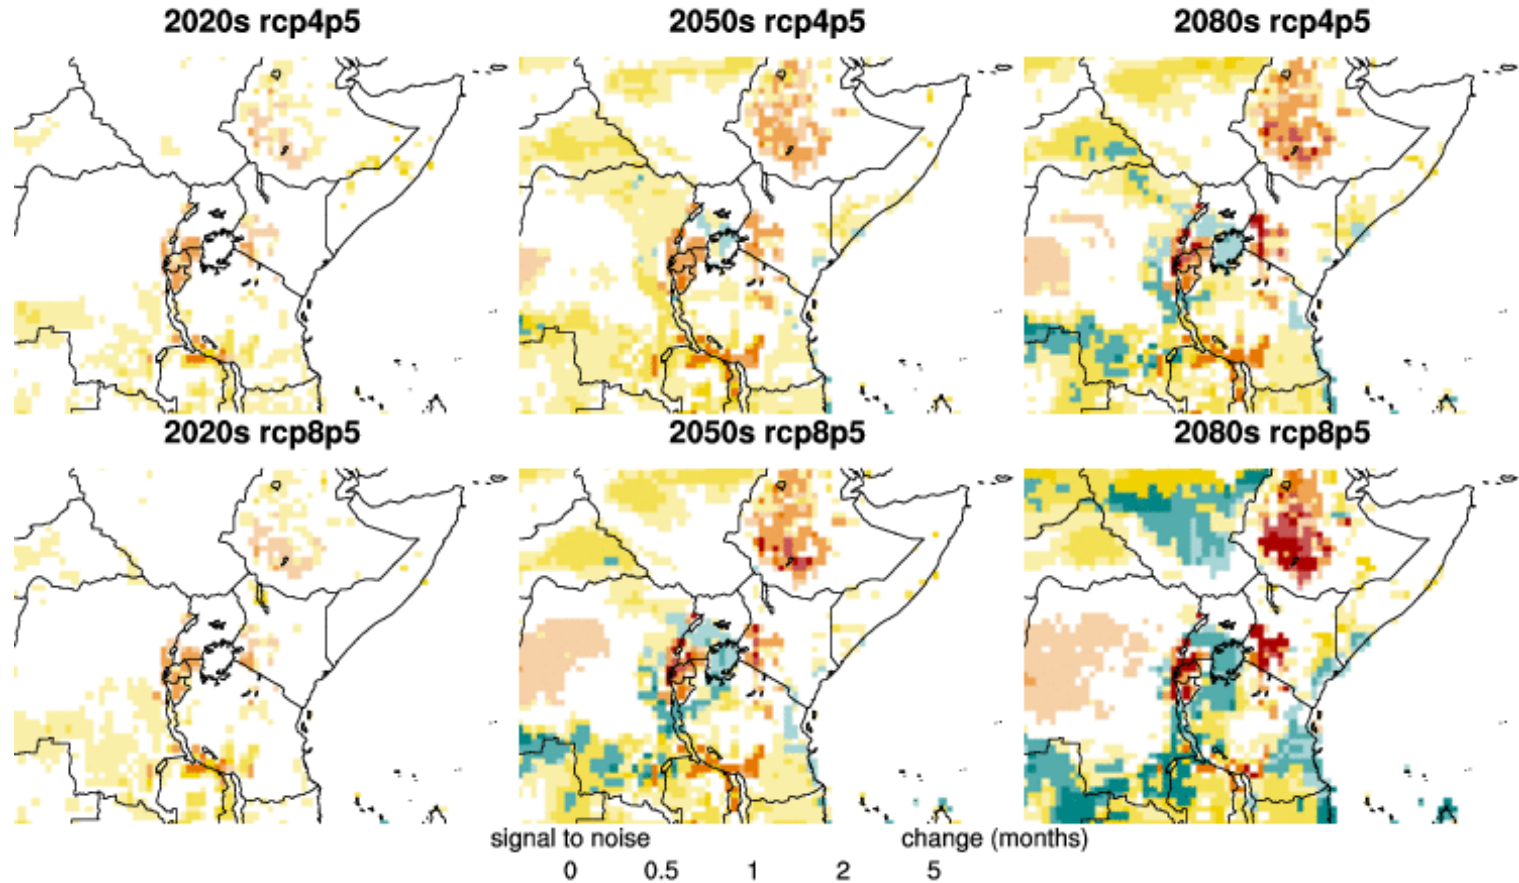 2020s rcp4p5 2050s rcp4p5 2080s rcp4p5
2020s rcp8p5 2050s rcp8p5 2080s rcp8p5
signal to noise change (months)
0 0.5 1 2 5